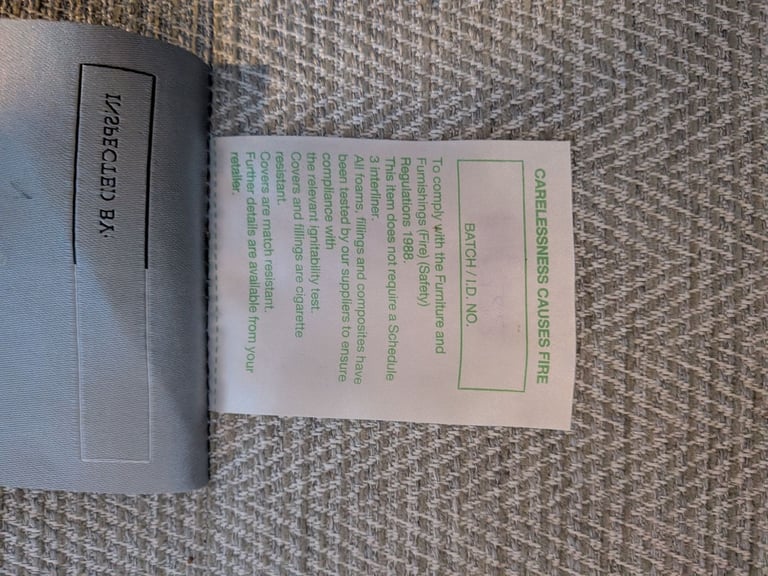 CARELESSNESS CAUSES FIRE
BATCH / I.D. NO.
To comply with the Furniture and
Furnishings (Fire) (Safety)
Regulations 1988.
This item does not require a Schedule
3 interliner.
All foams, fillings and composites have
been tested by our suppliers to ensure
compliance with
the relevant ignitability test.
Covers and fillings are cigarette
resistant.
Covers are match resistant.
Further details are available from your
retailer.
INSPECTED BY: